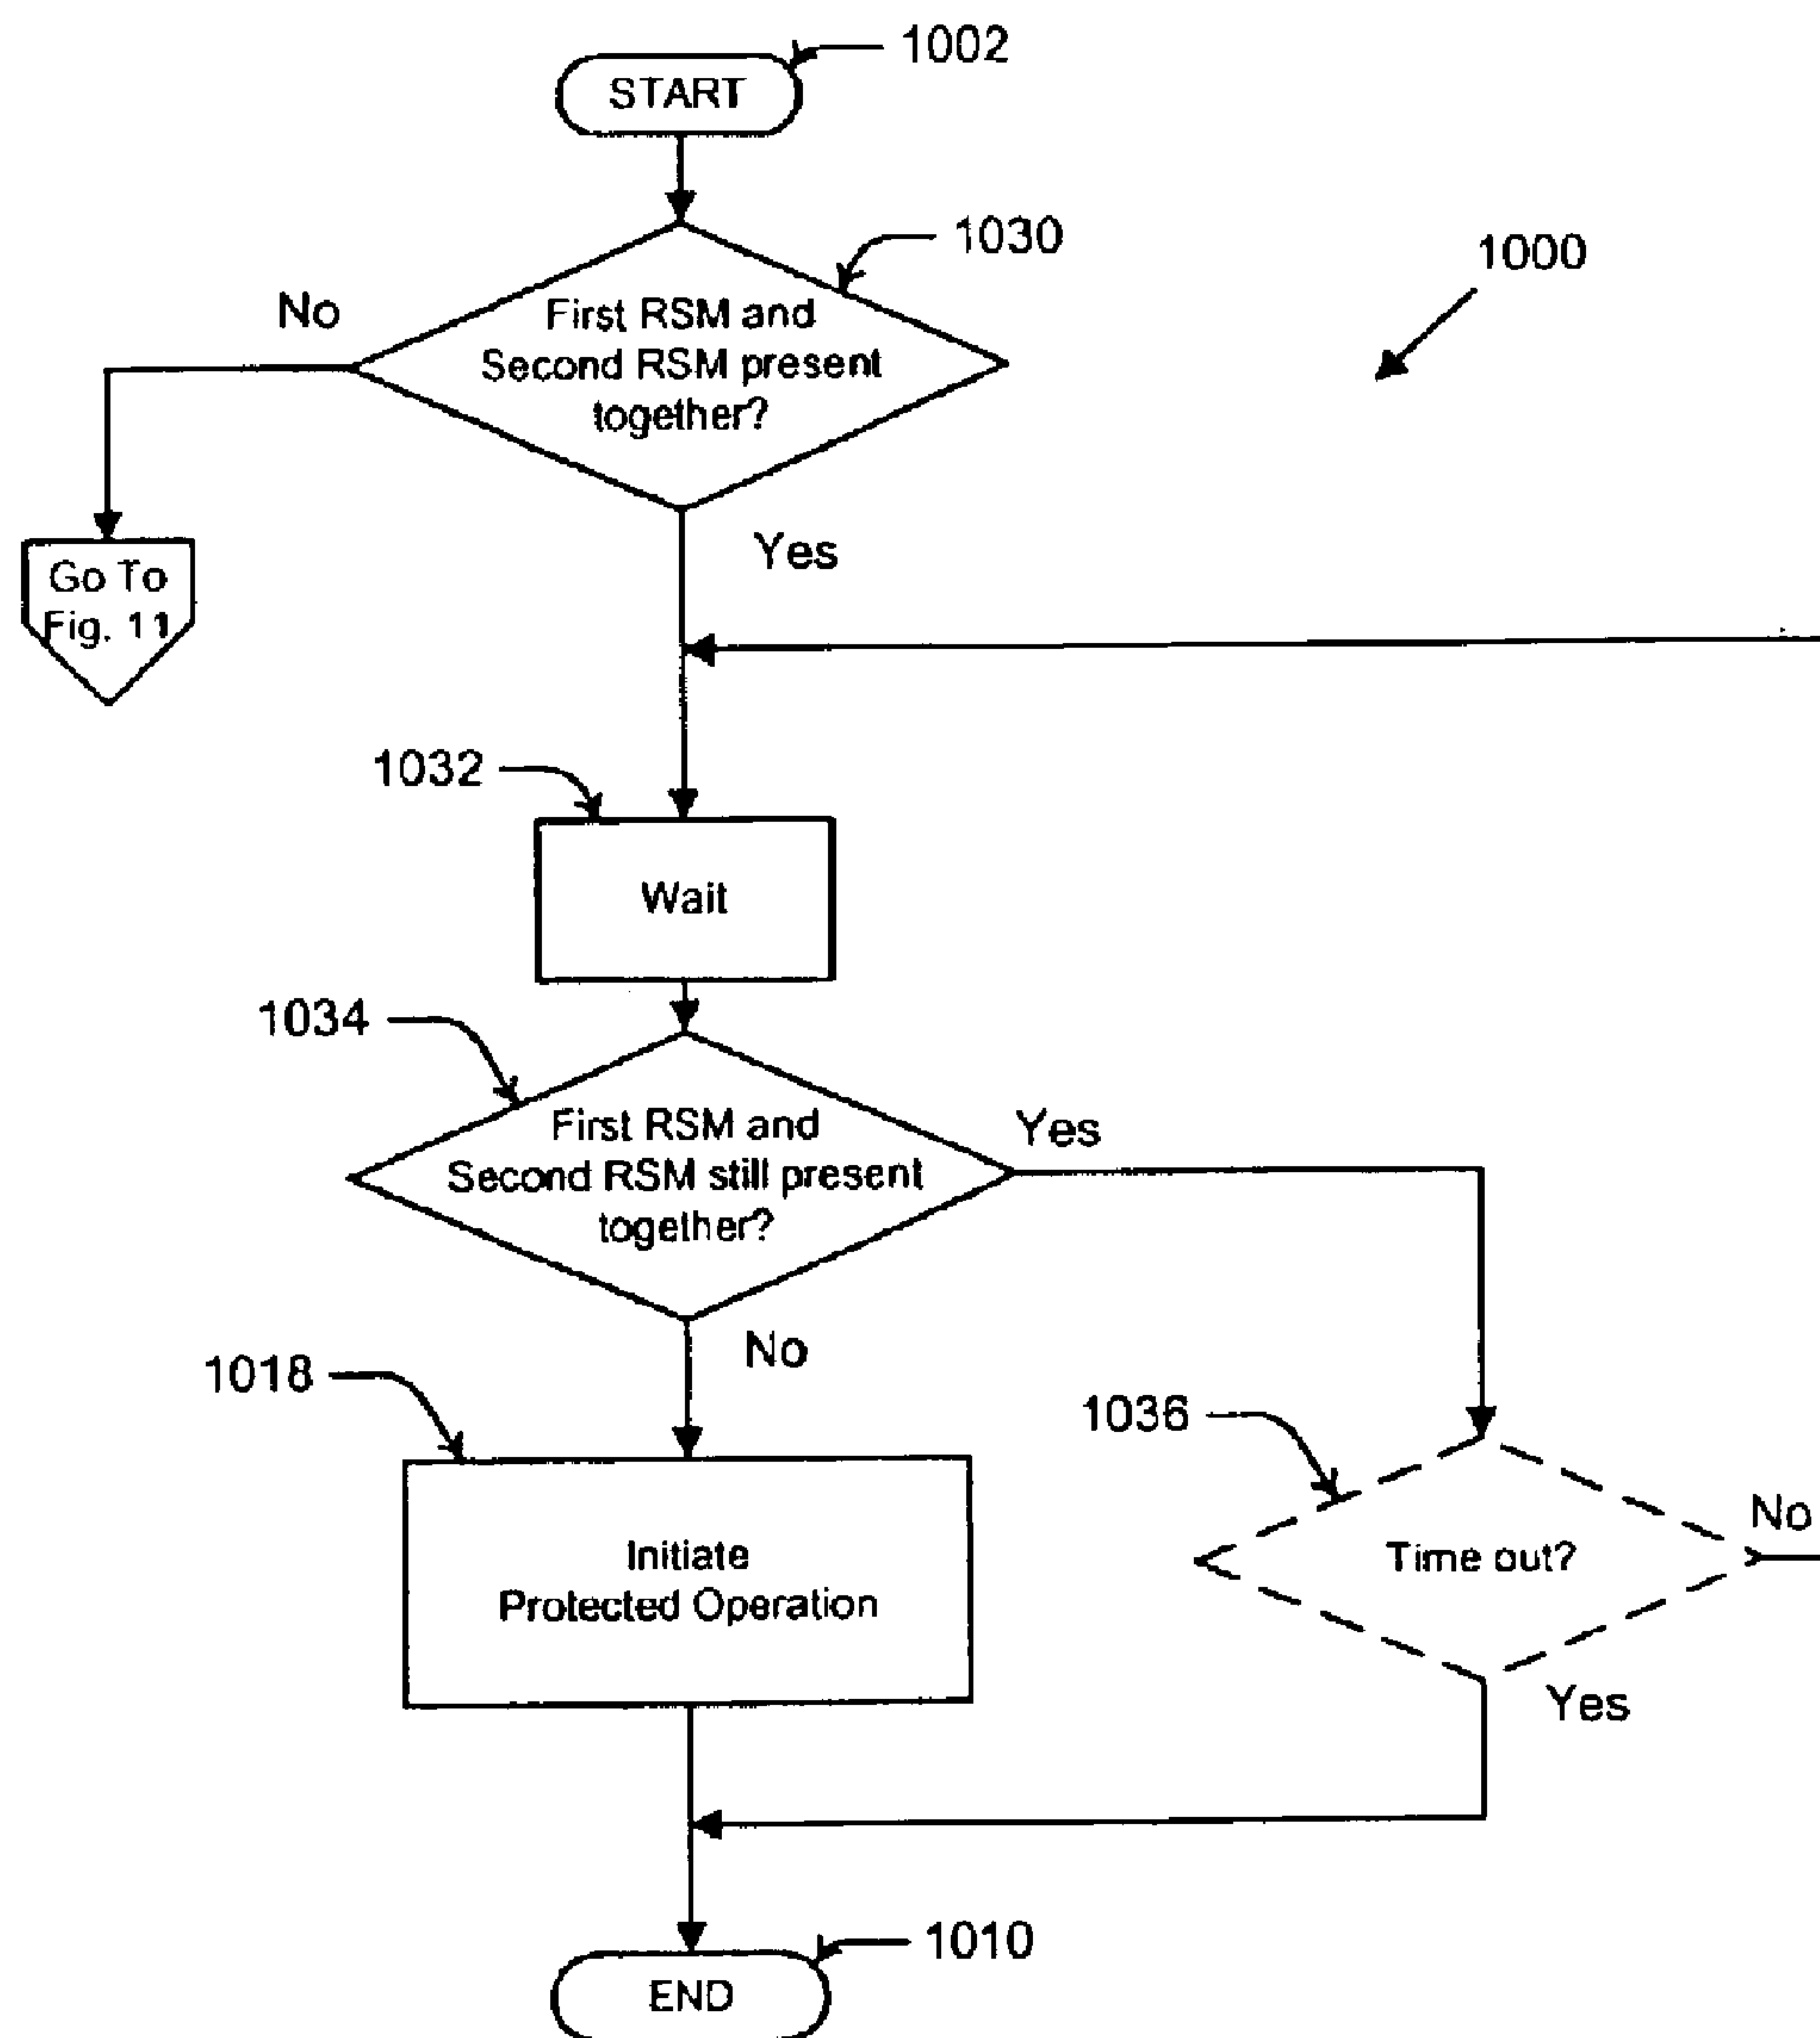 1002
START
1030
1000
No
First RSM and
Second RSM present
together?
Yes
Go To
Fig. 11
1032
Wait
1034
First RSM and
Second RSM still present
together?
Yes
No
1018
1036
Initiate
Protected Operation
Time out?
No
Yes
1010
END